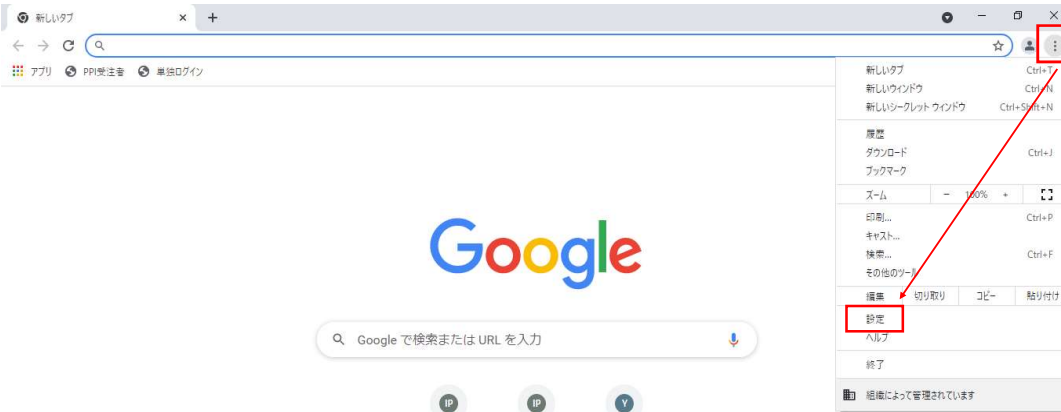 新しいタブ
アプリ PPI受注者 単独ログイン
新しいタブ Ctrl+T
新しいウィンドウ Ctrl+N
新しいシークレット ウィンドウ Ctrl+Shift+N
履歴
ダウンロード Ctrl+J
ブックマーク
ズーム - 100% +
印刷... Ctrl+P
キャスト...
検索... Ctrl+F
その他のツール
編集 切り取り コピー 貼り付け
設定
ヘルプ
終了
組織によって管理されています
Google
Google で検索または URL を入力
IP IP Y